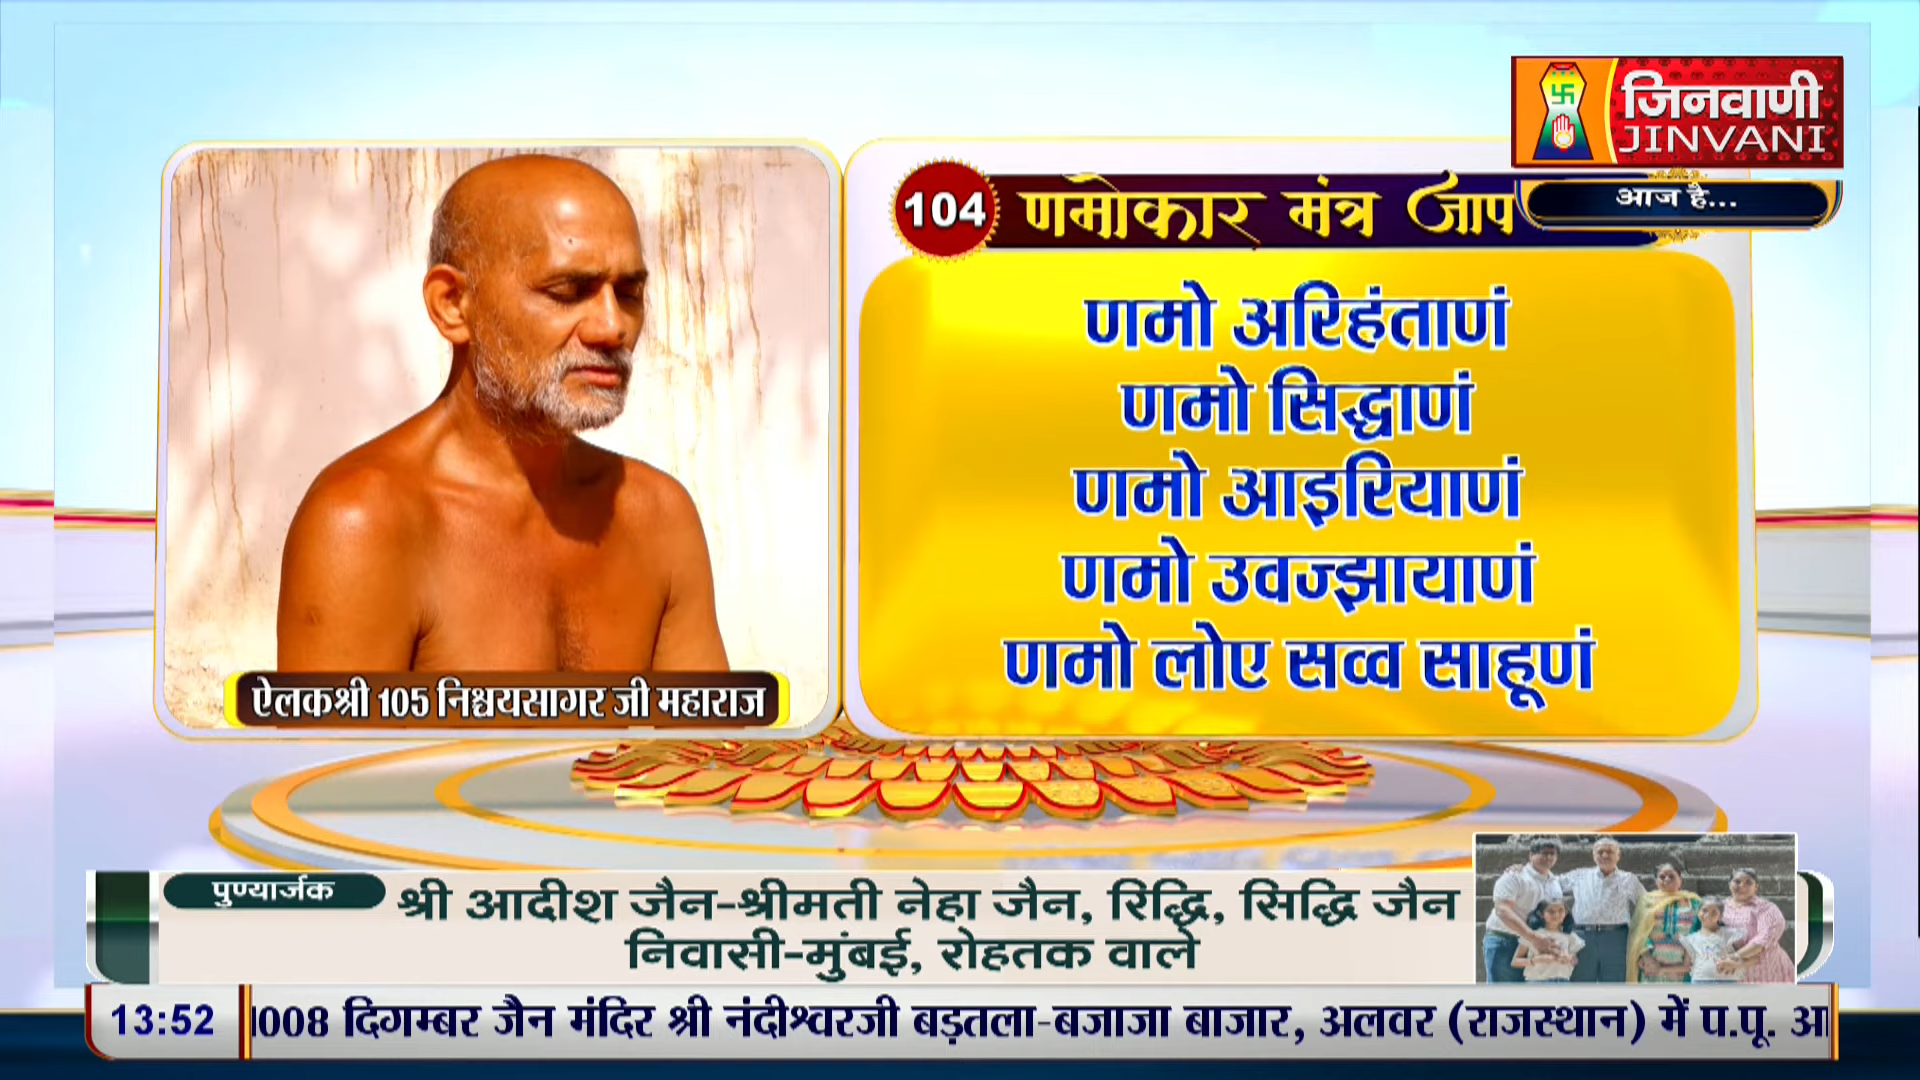 जिनवाणी
JINVANI
आज है...
104 णमोकार मंत्र जाप
णमो अरिहंताणं
णमो सिद्धाणं
णमो आइरियाणं
णमो उवज्झायाणं
णमो लोए सव्व साहूणं
ऐलकश्री 105 निश्चयसागर जी महाराज
पुण्यार्जक
श्री आदीश जैन-श्रीमती नेहा जैन, रिद्धि, सिद्धि जैन
निवासी-मुंबई, रोहतक वाले
13:52 1008 दिगम्बर जैन मंदिर श्री नंदीश्वरजी बड़तला-बजाजा बाजार, अलवर (राजस्थान) में प.पू. आ